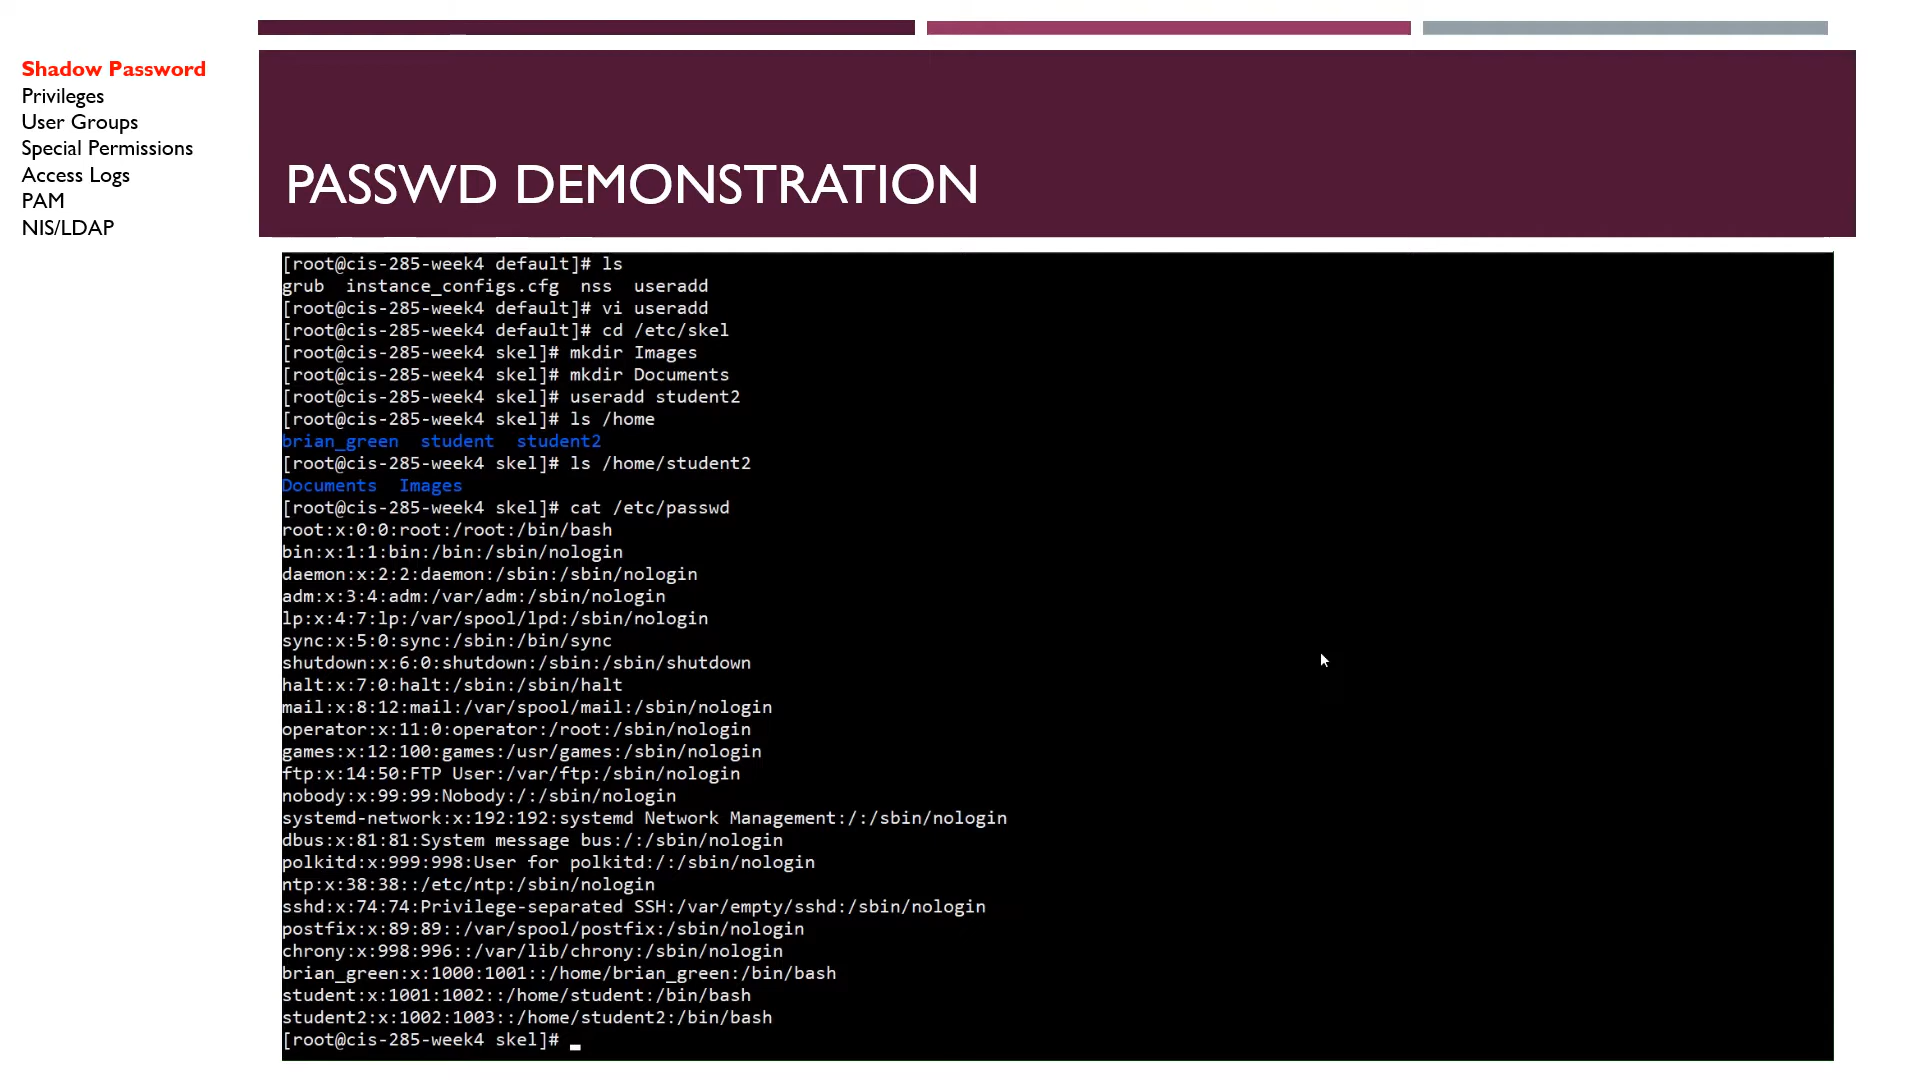 Shadow Password
Privileges
User Groups
Special Permissions
Access Logs
PAM
NIS/LDAP
PASSWD DEMONSTRATION
[root@cis-285-week4 default]# ls
grub  instance_configs.cfg  nss  useradd
[root@cis-285-week4 default]# vi useradd
[root@cis-285-week4 default]# cd /etc/skel
[root@cis-285-week4 skel]# mkdir Images
[root@cis-285-week4 skel]# mkdir Documents
[root@cis-285-week4 skel]# useradd student2
[root@cis-285-week4 skel]# ls /home
brian_green  student  student2
[root@cis-285-week4 skel]# ls /home/student2
Documents  Images
[root@cis-285-week4 skel]# cat /etc/passwd
root:x:0:0:root:/root:/bin/bash
bin:x:1:1:bin:/bin:/sbin/nologin
daemon:x:2:2:daemon:/sbin:/sbin/nologin
adm:x:3:4:adm:/var/adm:/sbin/nologin
lp:x:4:7:lp:/var/spool/lpd:/sbin/nologin
sync:x:5:0:sync:/sbin:/bin/sync
shutdown:x:6:0:shutdown:/sbin:/sbin/shutdown
halt:x:7:0:halt:/sbin:/sbin/halt
mail:x:8:12:mail:/var/spool/mail:/sbin/nologin
operator:x:11:0:operator:/root:/sbin/nologin
games:x:12:100:games:/usr/games:/sbin/nologin
ftp:x:14:50:FTP User:/var/ftp:/sbin/nologin
nobody:x:99:99:Nobody:/:/sbin/nologin
systemd-network:x:192:192:systemd Network Management:/:/sbin/nologin
dbus:x:81:81:System message bus:/:/sbin/nologin
polkitd:x:999:998:User for polkitd:/:/sbin/nologin
ntp:x:38:38::/etc/ntp:/sbin/nologin
sshd:x:74:74:Privilege-separated SSH:/var/empty/sshd:/sbin/nologin
postfix:x:89:89::/var/spool/postfix:/sbin/nologin
chrony:x:998:996::/var/lib/chrony:/sbin/nologin
brian_green:x:1000:1001::/home/brian_green:/bin/bash
student:x:1001:1002::/home/student:/bin/bash
student2:x:1002:1003::/home/student2:/bin/bash
[root@cis-285-week4 skel]#